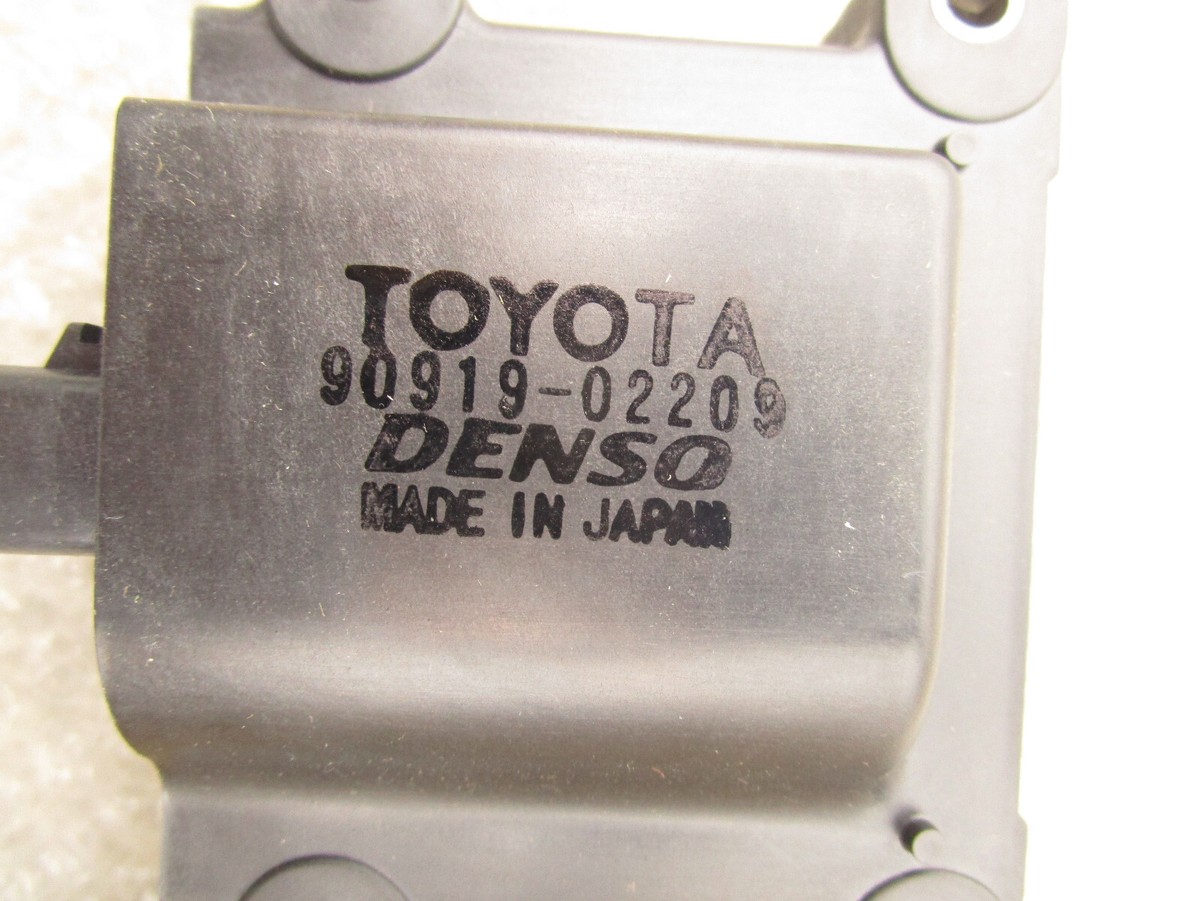 TOYOTA
90919-02209
DENSO
MADE IN JAPAN